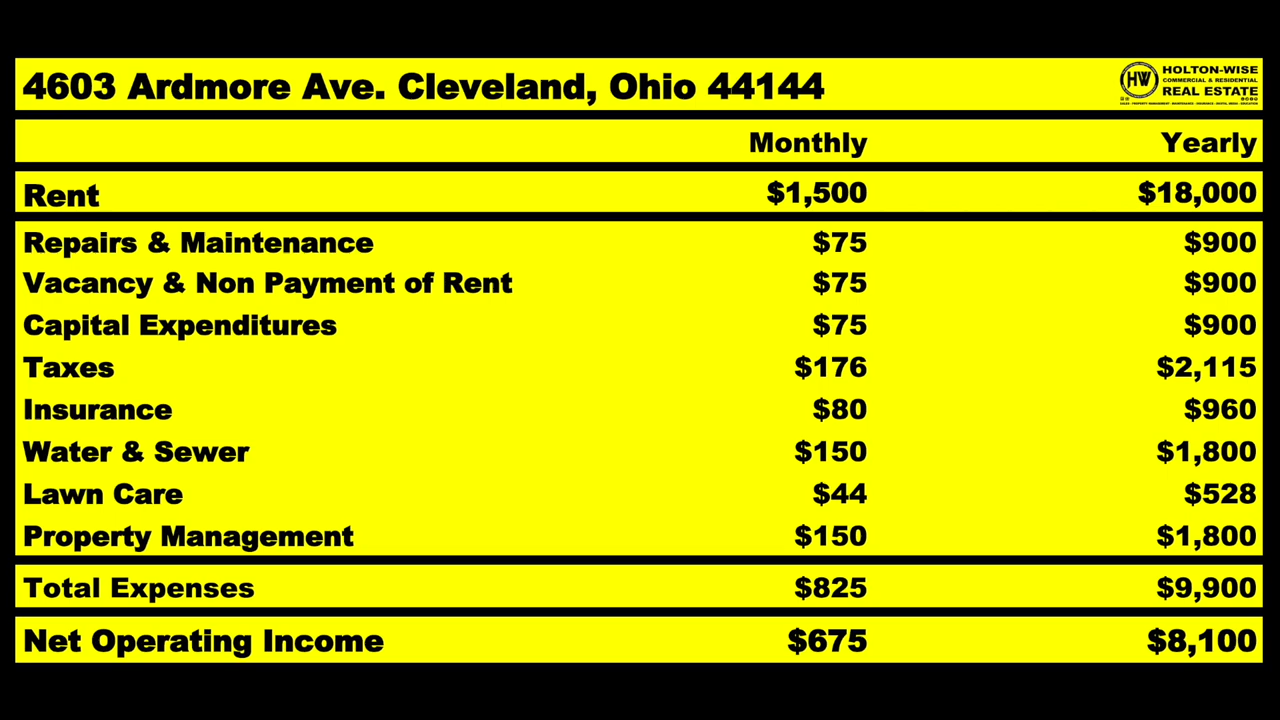 4603 Ardmore Ave. Cleveland, Ohio 44144
HW
HOLTON-WISE
COMMERCIAL & RESIDENTIAL
REAL ESTATE
Monthly Yearly
Rent $1,500 $18,000
Repairs & Maintenance $75 $900
Vacancy & Non Payment of Rent $75 $900
Capital Expenditures $75 $900
Taxes $176 $2,115
Insurance $80 $960
Water & Sewer $150 $1,800
Lawn Care $44 $528
Property Management $150 $1,800
Total Expenses $825 $9,900
Net Operating Income $675 $8,100